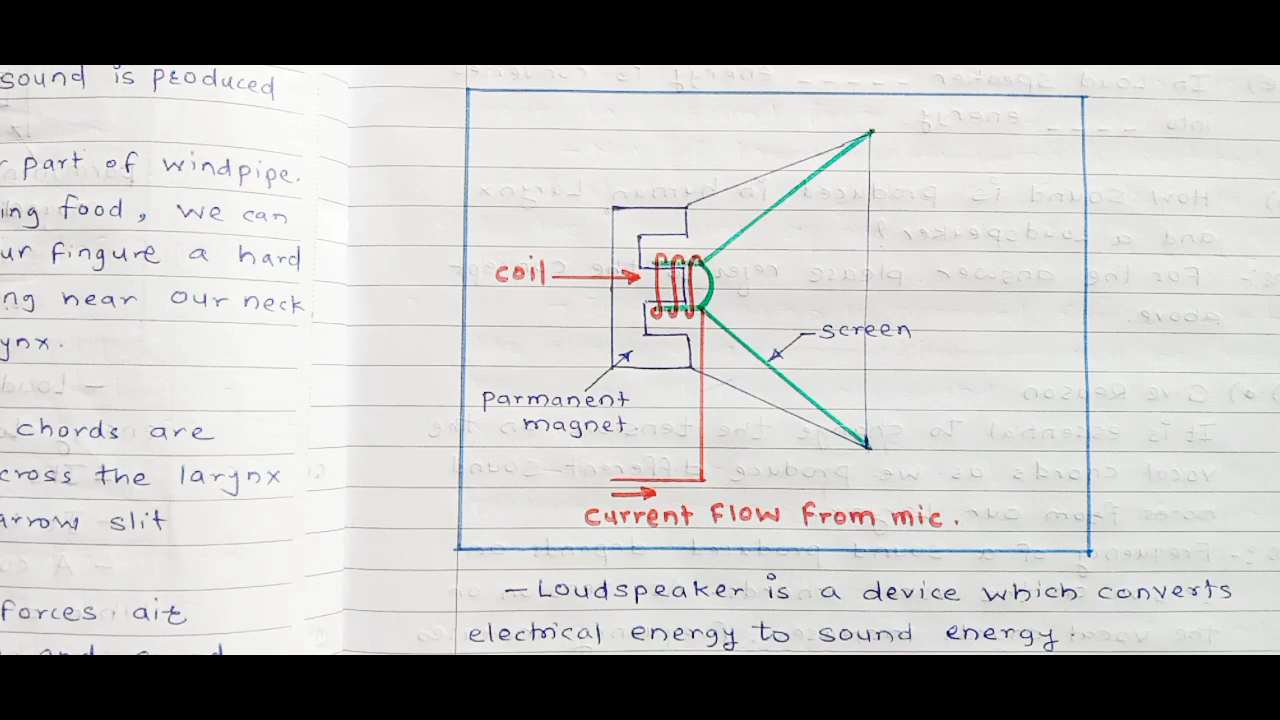 sound is produced
part of windpipe.
ing food, we can
ur fingure a hard
ng near our neck
ynx.
chords are
cross the larynx
arrow slit
forces air
coil
screen
parmanent
magnet.
current flow from mic.
- Loudspeaker is a device which converts
electrical energy to sound energy